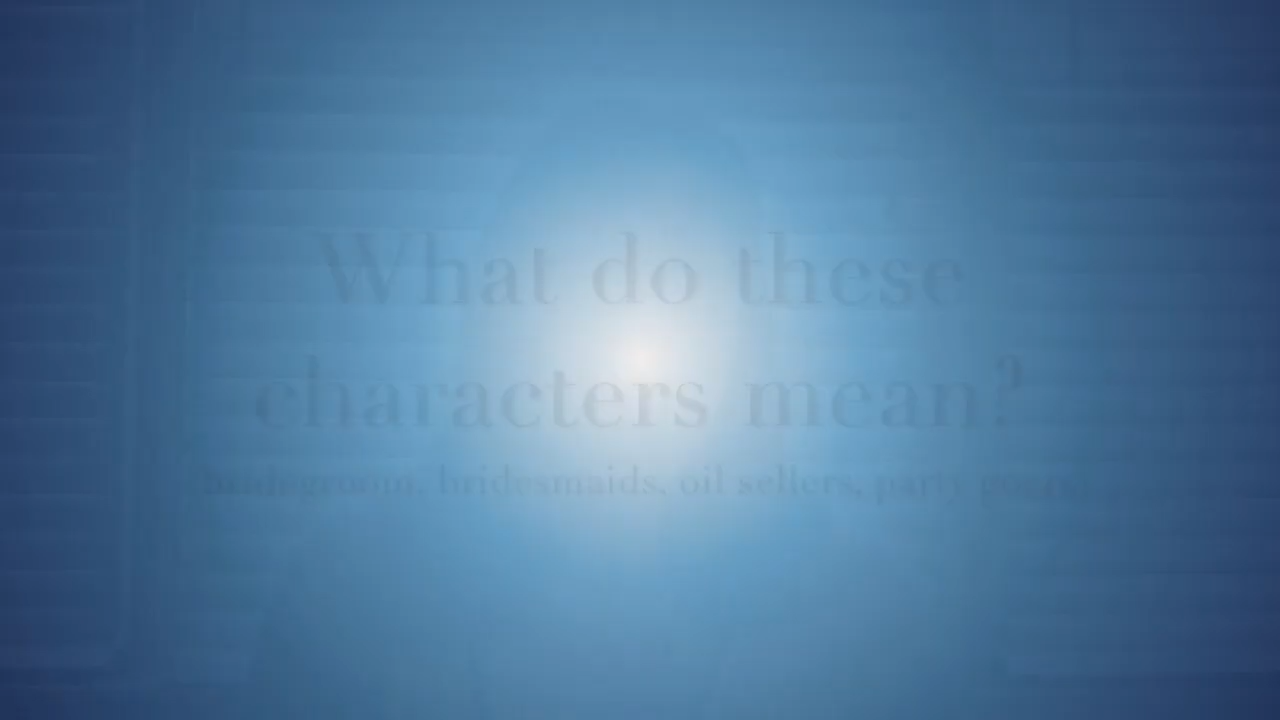 What do these
characters mean?
bridegroom, bridesmaids, oil sellers, party goers